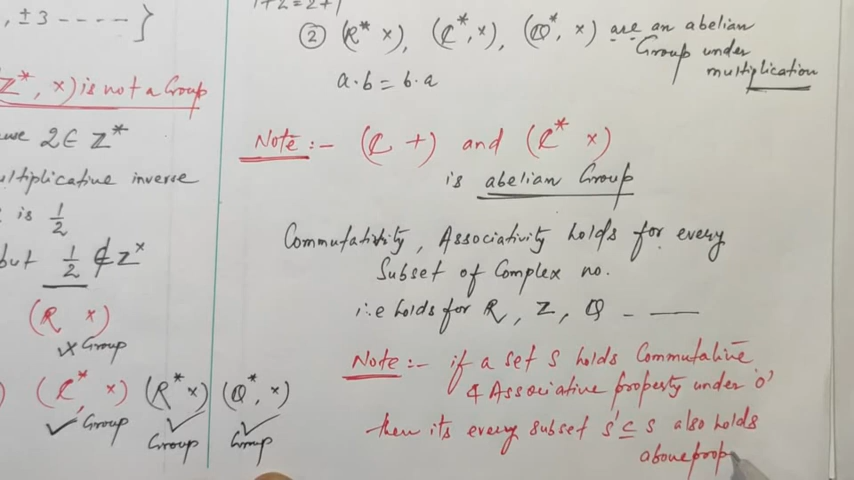 , ±3 ---- }
Z*, ×) is not a Group
2 ∈ Z*
multiplicative inverse
is 1/2
but 1/2 ∉ Z^×
(R ×)
× Group
(ℂ*, ×) (R* ×) (Q*, ×)
✓ Group ✓ Group ✓ Group
1+2=2+1
② (R* ×), (ℂ*, ×), (Q*, ×) are an abelian
Group under
multiplication
a·b = b·a
Note :- (ℂ +) and (ℂ* ×)
is abelian Group
Commutativity, Associativity holds for every
Subset of Complex no.
i.e holds for R, Z, Q - ——
Note :- if a set S holds Commutative
& Associative property under 'o'
then its every subset S' ⊆ S also holds
above prop